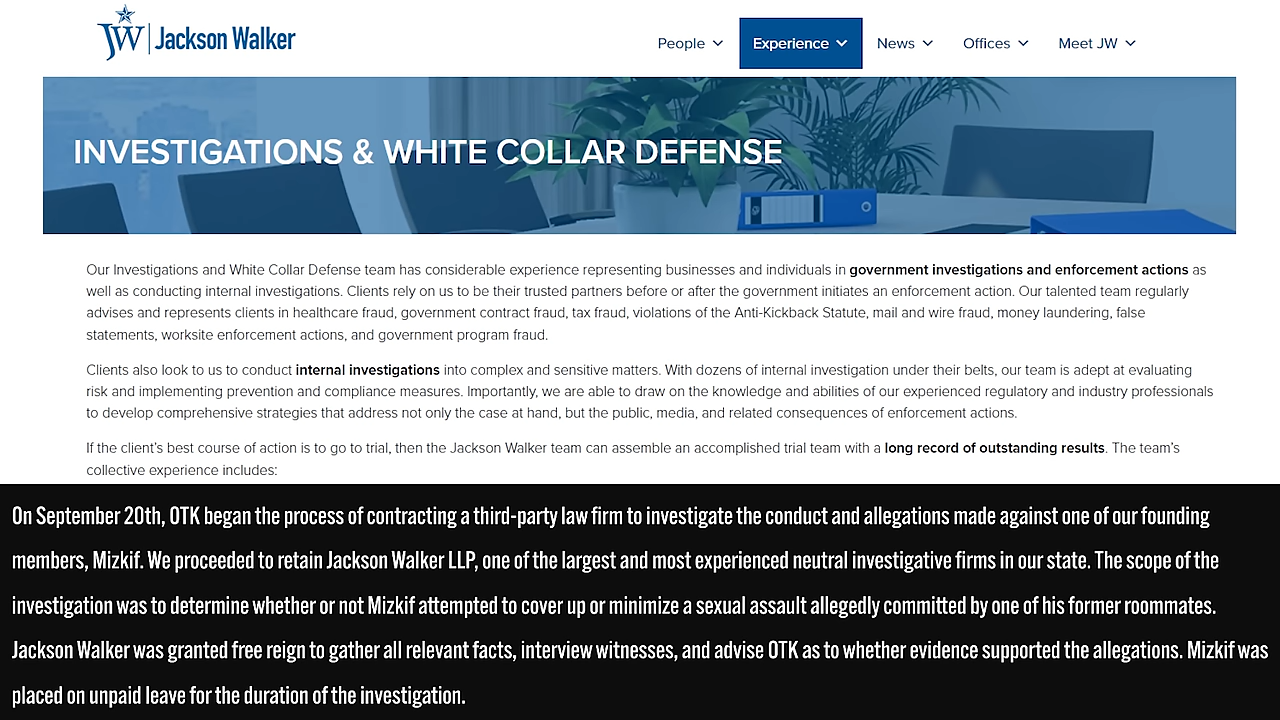 JW Jackson Walker
People Experience News Offices Meet JW
INVESTIGATIONS & WHITE COLLAR DEFENSE
Our Investigations and White Collar Defense team has considerable experience representing businesses and individuals in government investigations and enforcement actions as
well as conducting internal investigations. Clients rely on us to be their trusted partners before or after the government initiates an enforcement action. Our talented team regularly
advises and represents clients in healthcare fraud, government contract fraud, tax fraud, violations of the Anti-Kickback Statute, mail and wire fraud, money laundering, false
statements, worksite enforcement actions, and government program fraud.
Clients also look to us to conduct internal investigations into complex and sensitive matters. With dozens of internal investigation under their belts, our team is adept at evaluating
risk and implementing prevention and compliance measures. Importantly, we are able to draw on the knowledge and abilities of our experienced regulatory and industry professionals
to develop comprehensive strategies that address not only the case at hand, but the public, media, and related consequences of enforcement actions.
If the client’s best course of action is to go to trial, then the Jackson Walker team can assemble an accomplished trial team with a long record of outstanding results. The team’s
collective experience includes:
On September 20th, OTK began the process of contracting a third-party law firm to investigate the conduct and allegations made against one of our founding
members, Mizkif. We proceeded to retain Jackson Walker LLP, one of the largest and most experienced neutral investigative firms in our state. The scope of the
investigation was to determine whether or not Mizkif attempted to cover up or minimize a sexual assault allegedly committed by one of his former roommates.
Jackson Walker was granted free reign to gather all relevant facts, interview witnesses, and advise OTK as to whether evidence supported the allegations. Mizkif was
placed on unpaid leave for the duration of the investigation.